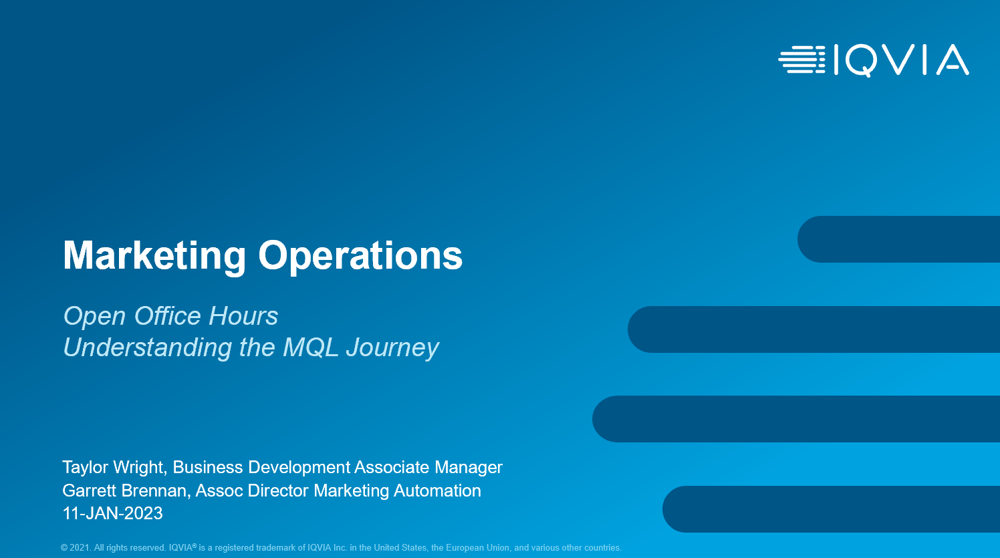 IQVIA
Marketing Operations
Open Office Hours
Understanding the MQL Journey
Taylor Wright, Business Development Associate Manager
Garrett Brennan, Assoc Director Marketing Automation
11-JAN-2023
© 2021. All rights reserved. IQVIA® is a registered trademark of IQVIA Inc. in the United States, the European Union, and various other countries.